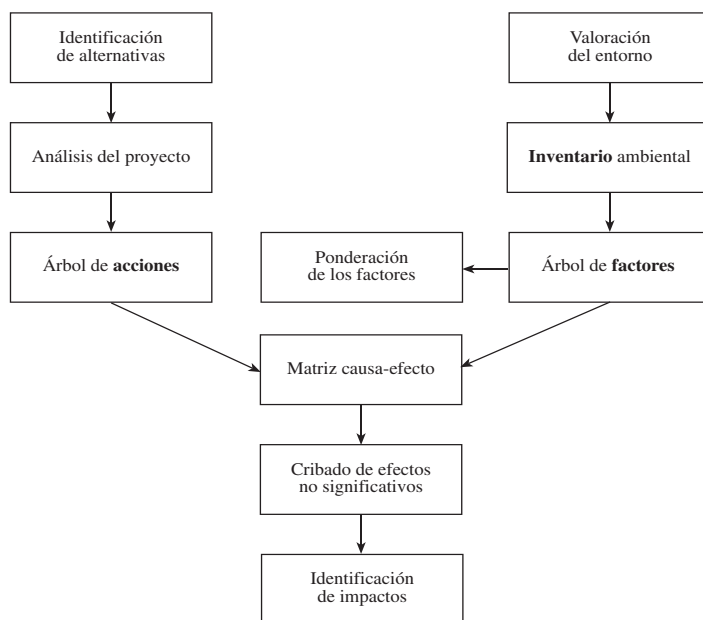 Identificación
de alternativas
Valoración
del entorno
Análisis del proyecto
Inventario ambiental
Árbol de acciones
Ponderación
de los factores
Árbol de factores
Matriz causa-efecto
Cribado de efectos
no significativos
Identificación
de impactos